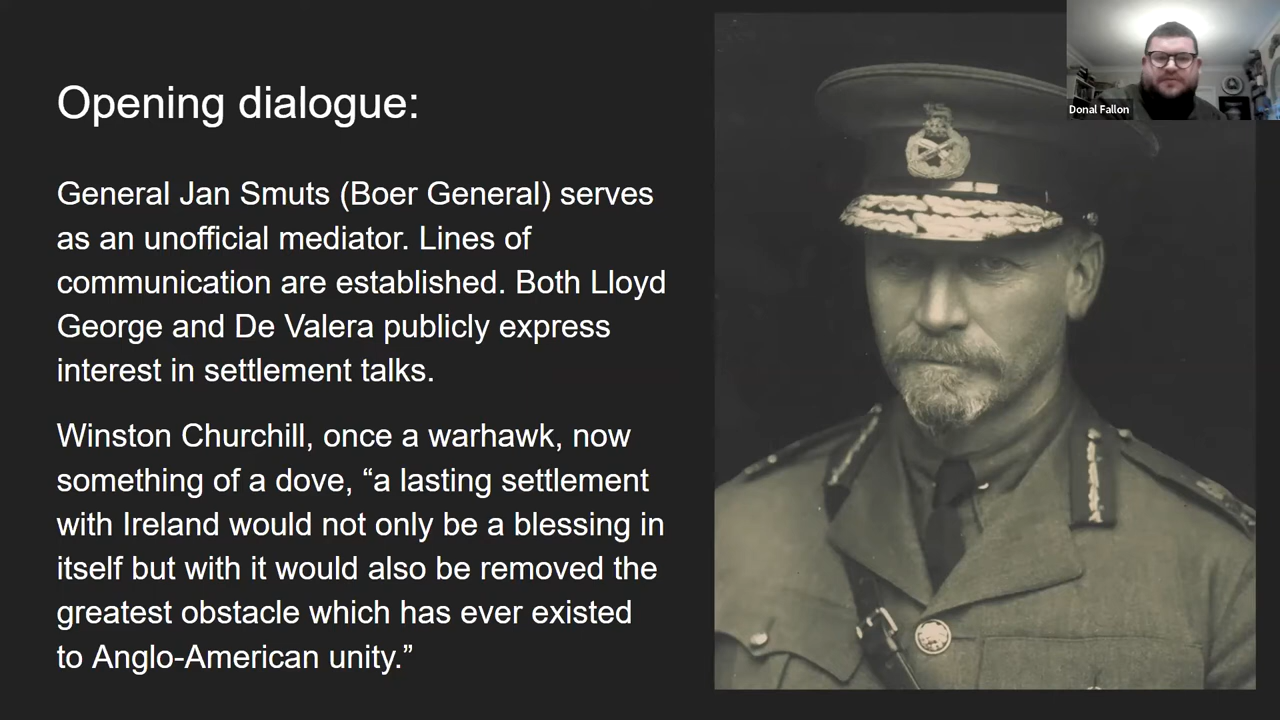 Opening dialogue:
General Jan Smuts (Boer General) serves
as an unofficial mediator. Lines of
communication are established. Both Lloyd
George and De Valera publicly express
interest in settlement talks.
Winston Churchill, once a warhawk, now
something of a dove, “a lasting settlement
with Ireland would not only be a blessing in
itself but with it would also be removed the
greatest obstacle which has ever existed
to Anglo-American unity.”
Donal Fallon